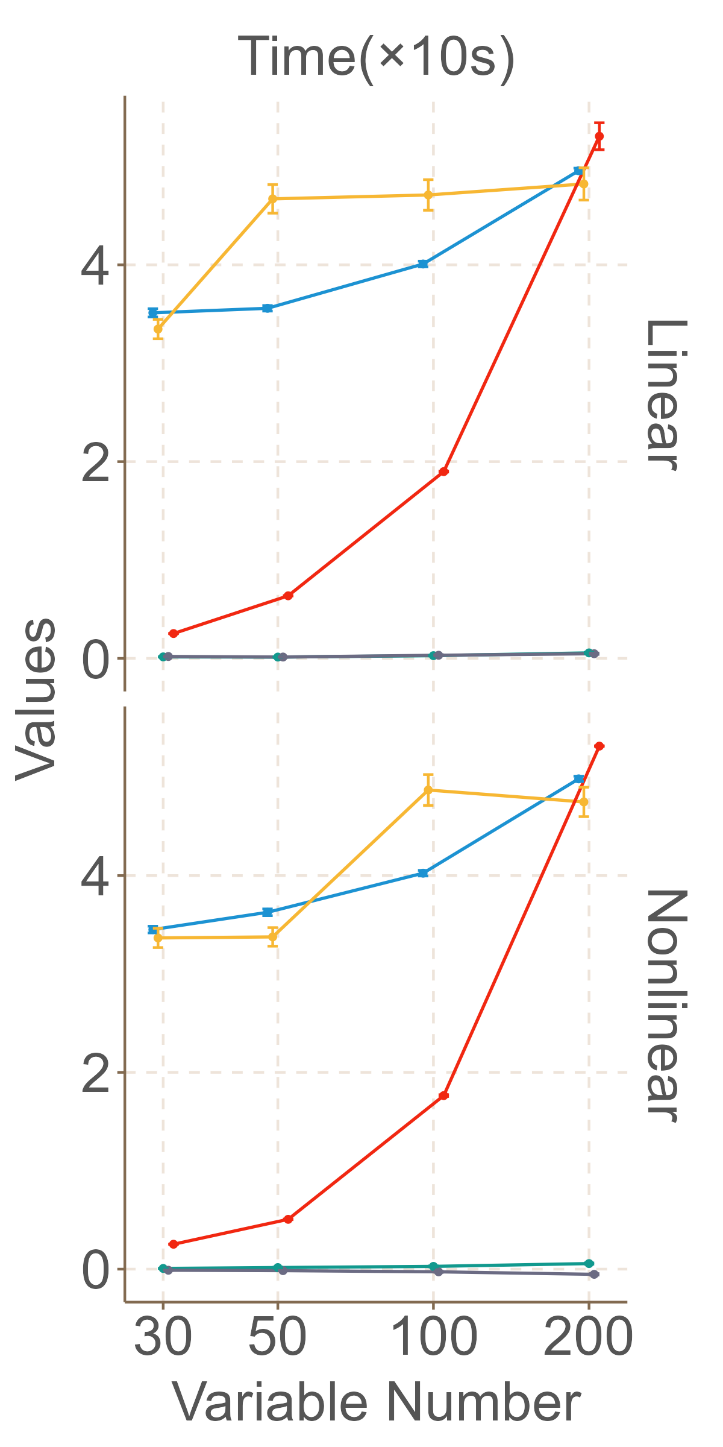 Time(×10s)
4
2
0
Linear
Values
4
2
0
Nonlinear
30 50 100 200
Variable Number